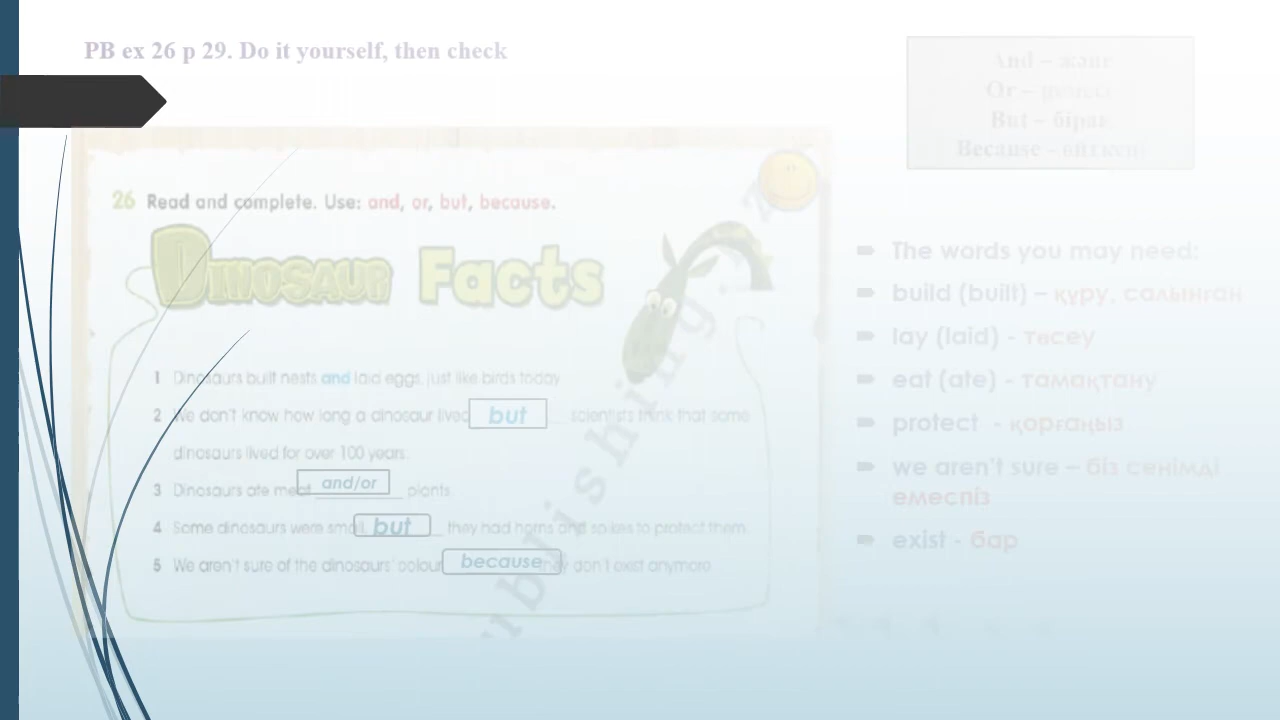 PB ex 26 p 29. Do it yourself, then check
And – және
Or –
But – бірақ
Because - өйткені
26 Read and complete. Use: and, or, but, because.
DINOSAUR Facts
1 Dinosaurs built nests and laid eggs, just like birds today
2 We don't know how long a dinosaur lived but scientists think that some
dinosaurs lived for over 100 years.
3 Dinosaurs ate meat and/or plants
4 Some dinosaurs were small but they had horns and spikes to protect them
5 We aren't sure of the dinosaurs' colour because they don't exist anymore
ublishing.
The words you may need:
build (built) – құру, салынған
lay (laid) - төсеу
eat (ate) - тамақтану
protect - қорғаңыз
we aren't sure – біз сенімді
емеспіз
exist - бар